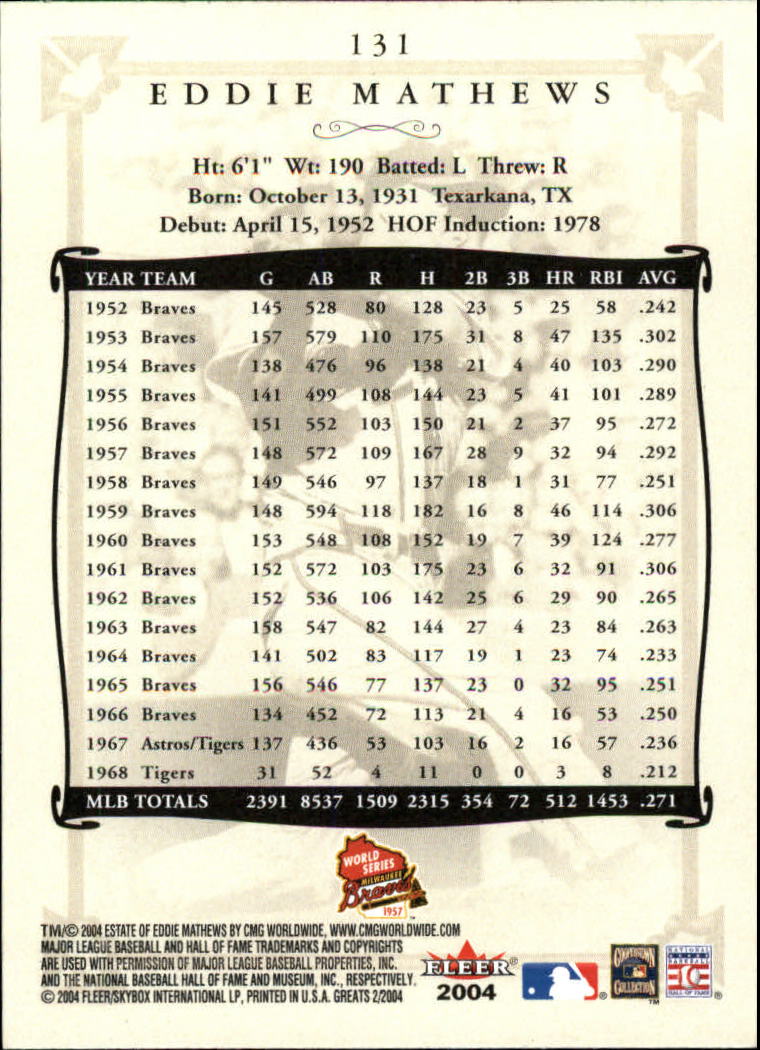 131
EDDIE MATHEWS
Ht: 6'1" Wt: 190 Batted: L Threw: R
Born: October 13, 1931 Texarkana, TX
Debut: April 15, 1952 HOF Induction: 1978
YEAR TEAM G AB R H 2B 3B HR RBI AVG
1952 Braves 145 528 80 128 23 5 25 58 .242
1953 Braves 157 579 110 175 31 8 47 135 .302
1954 Braves 138 476 96 138 21 4 40 103 .290
1955 Braves 141 499 108 144 23 5 41 101 .289
1956 Braves 151 552 103 150 21 2 37 95 .272
1957 Braves 148 572 109 167 28 9 32 94 .292
1958 Braves 149 546 97 137 18 1 31 77 .251
1959 Braves 148 594 118 182 16 8 46 114 .306
1960 Braves 153 548 108 152 19 7 39 124 .277
1961 Braves 152 572 103 175 23 6 32 91 .306
1962 Braves 152 536 106 142 25 6 29 90 .265
1963 Braves 158 547 82 144 27 4 23 84 .263
1964 Braves 141 502 83 117 19 1 23 74 .233
1965 Braves 156 546 77 137 23 0 32 95 .251
1966 Braves 134 452 72 113 21 4 16 53 .250
1967 Astros/Tigers 137 436 53 103 16 2 16 57 .236
1968 Tigers 31 52 4 11 0 0 3 8 .212
MLB TOTALS 2391 8537 1509 2315 354 72 512 1453 .271
WORLD
SERIES
MILWAUKEE
Braves
1957
TM/© 2004 ESTATE OF EDDIE MATHEWS BY CMG WORLDWIDE, WWW.CMGWORLDWIDE.COM
MAJOR LEAGUE BASEBALL AND HALL OF FAME TRADEMARKS AND COPYRIGHTS
ARE USED WITH PERMISSION OF MAJOR LEAGUE BASEBALL PROPERTIES, INC.
AND THE NATIONAL BASEBALL HALL OF FAME AND MUSEUM, INC., RESPECTIVELY.
© 2004 FLEER/SKYBOX INTERNATIONAL LP, PRINTED IN U.S.A. GREATS 2/2004
FLEER®
2004
COOPERSTOWN
COLLECTION
TM
NATIONAL
BASEBALL
HALL OF FAME